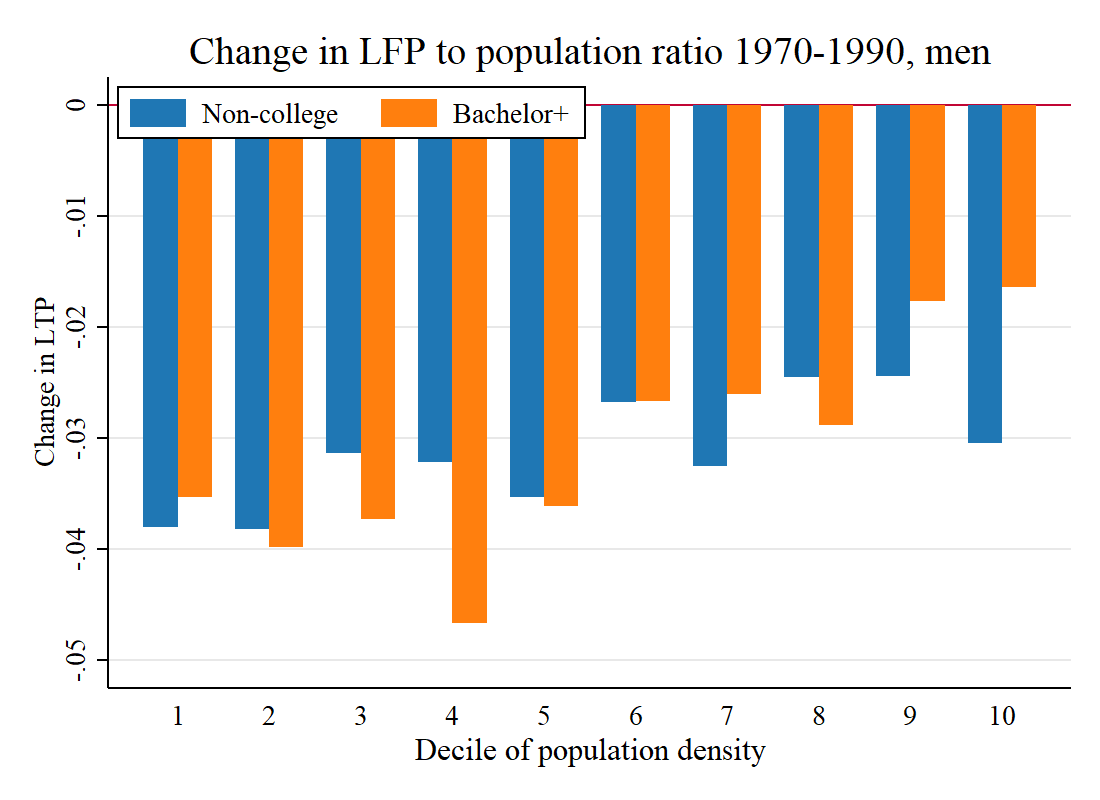 Change in LFP to population ratio 1970-1990, men
Non-college Bachelor+
Change in LTP
0
-.01
-.02
-.03
-.04
-.05
1 2 3 4 5 6 7 8 9 10
Decile of population density